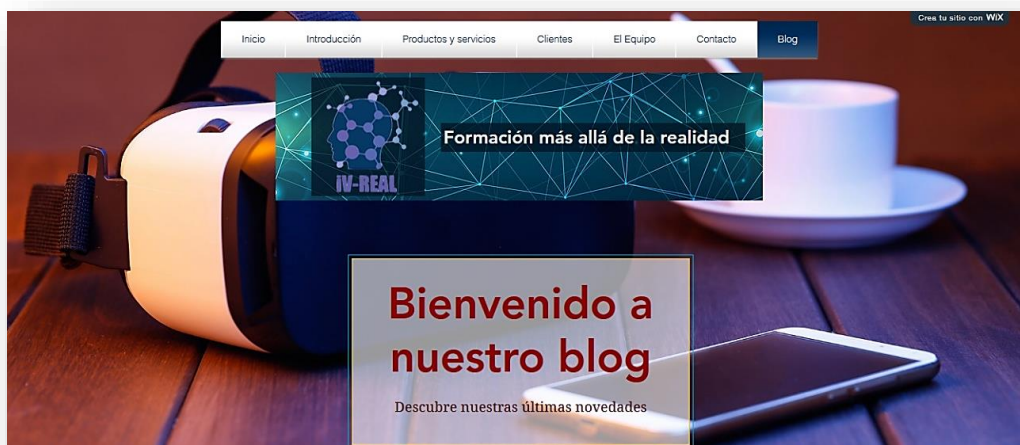 Crea tu sitio con WiX
Inicio Introducción Productos y servicios Clientes El Equipo Contacto Blog
Formación más allá de la realidad
iV-REAL
Bienvenido a
nuestro blog
Descubre nuestras últimas novedades